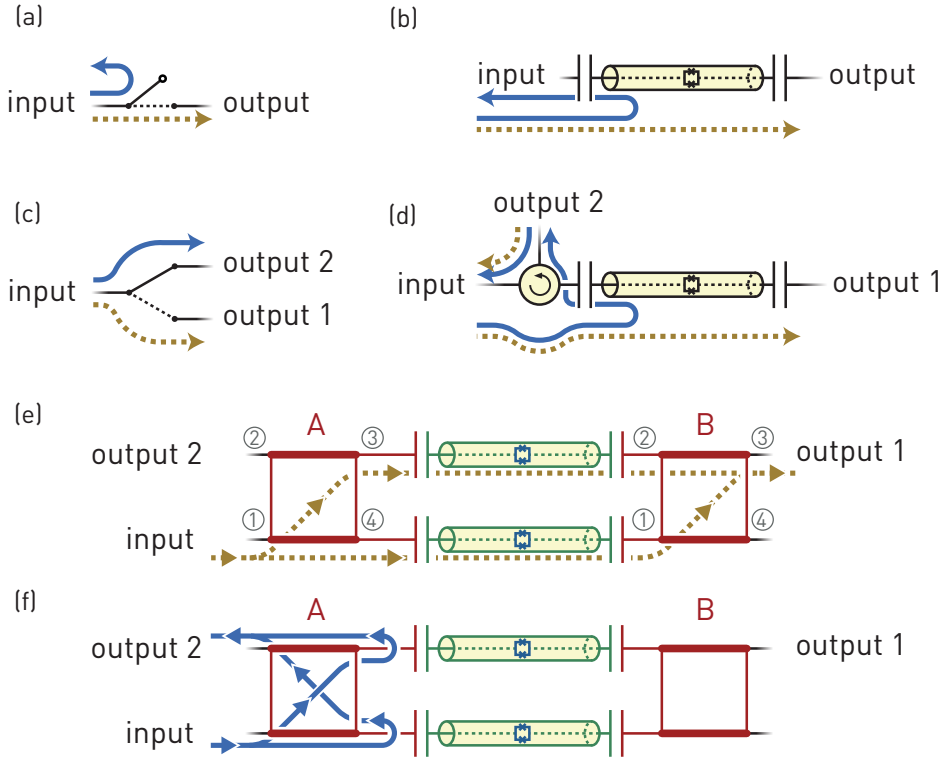 (a)
input
output
(b)
input
output
(c)
input
output 2
output 1
(d)
output 2
input
output 1
(e)
A
B
output 2
②
③
②
③
output 1
input
①
④
①
④
(f)
A
B
output 2
output 1
input